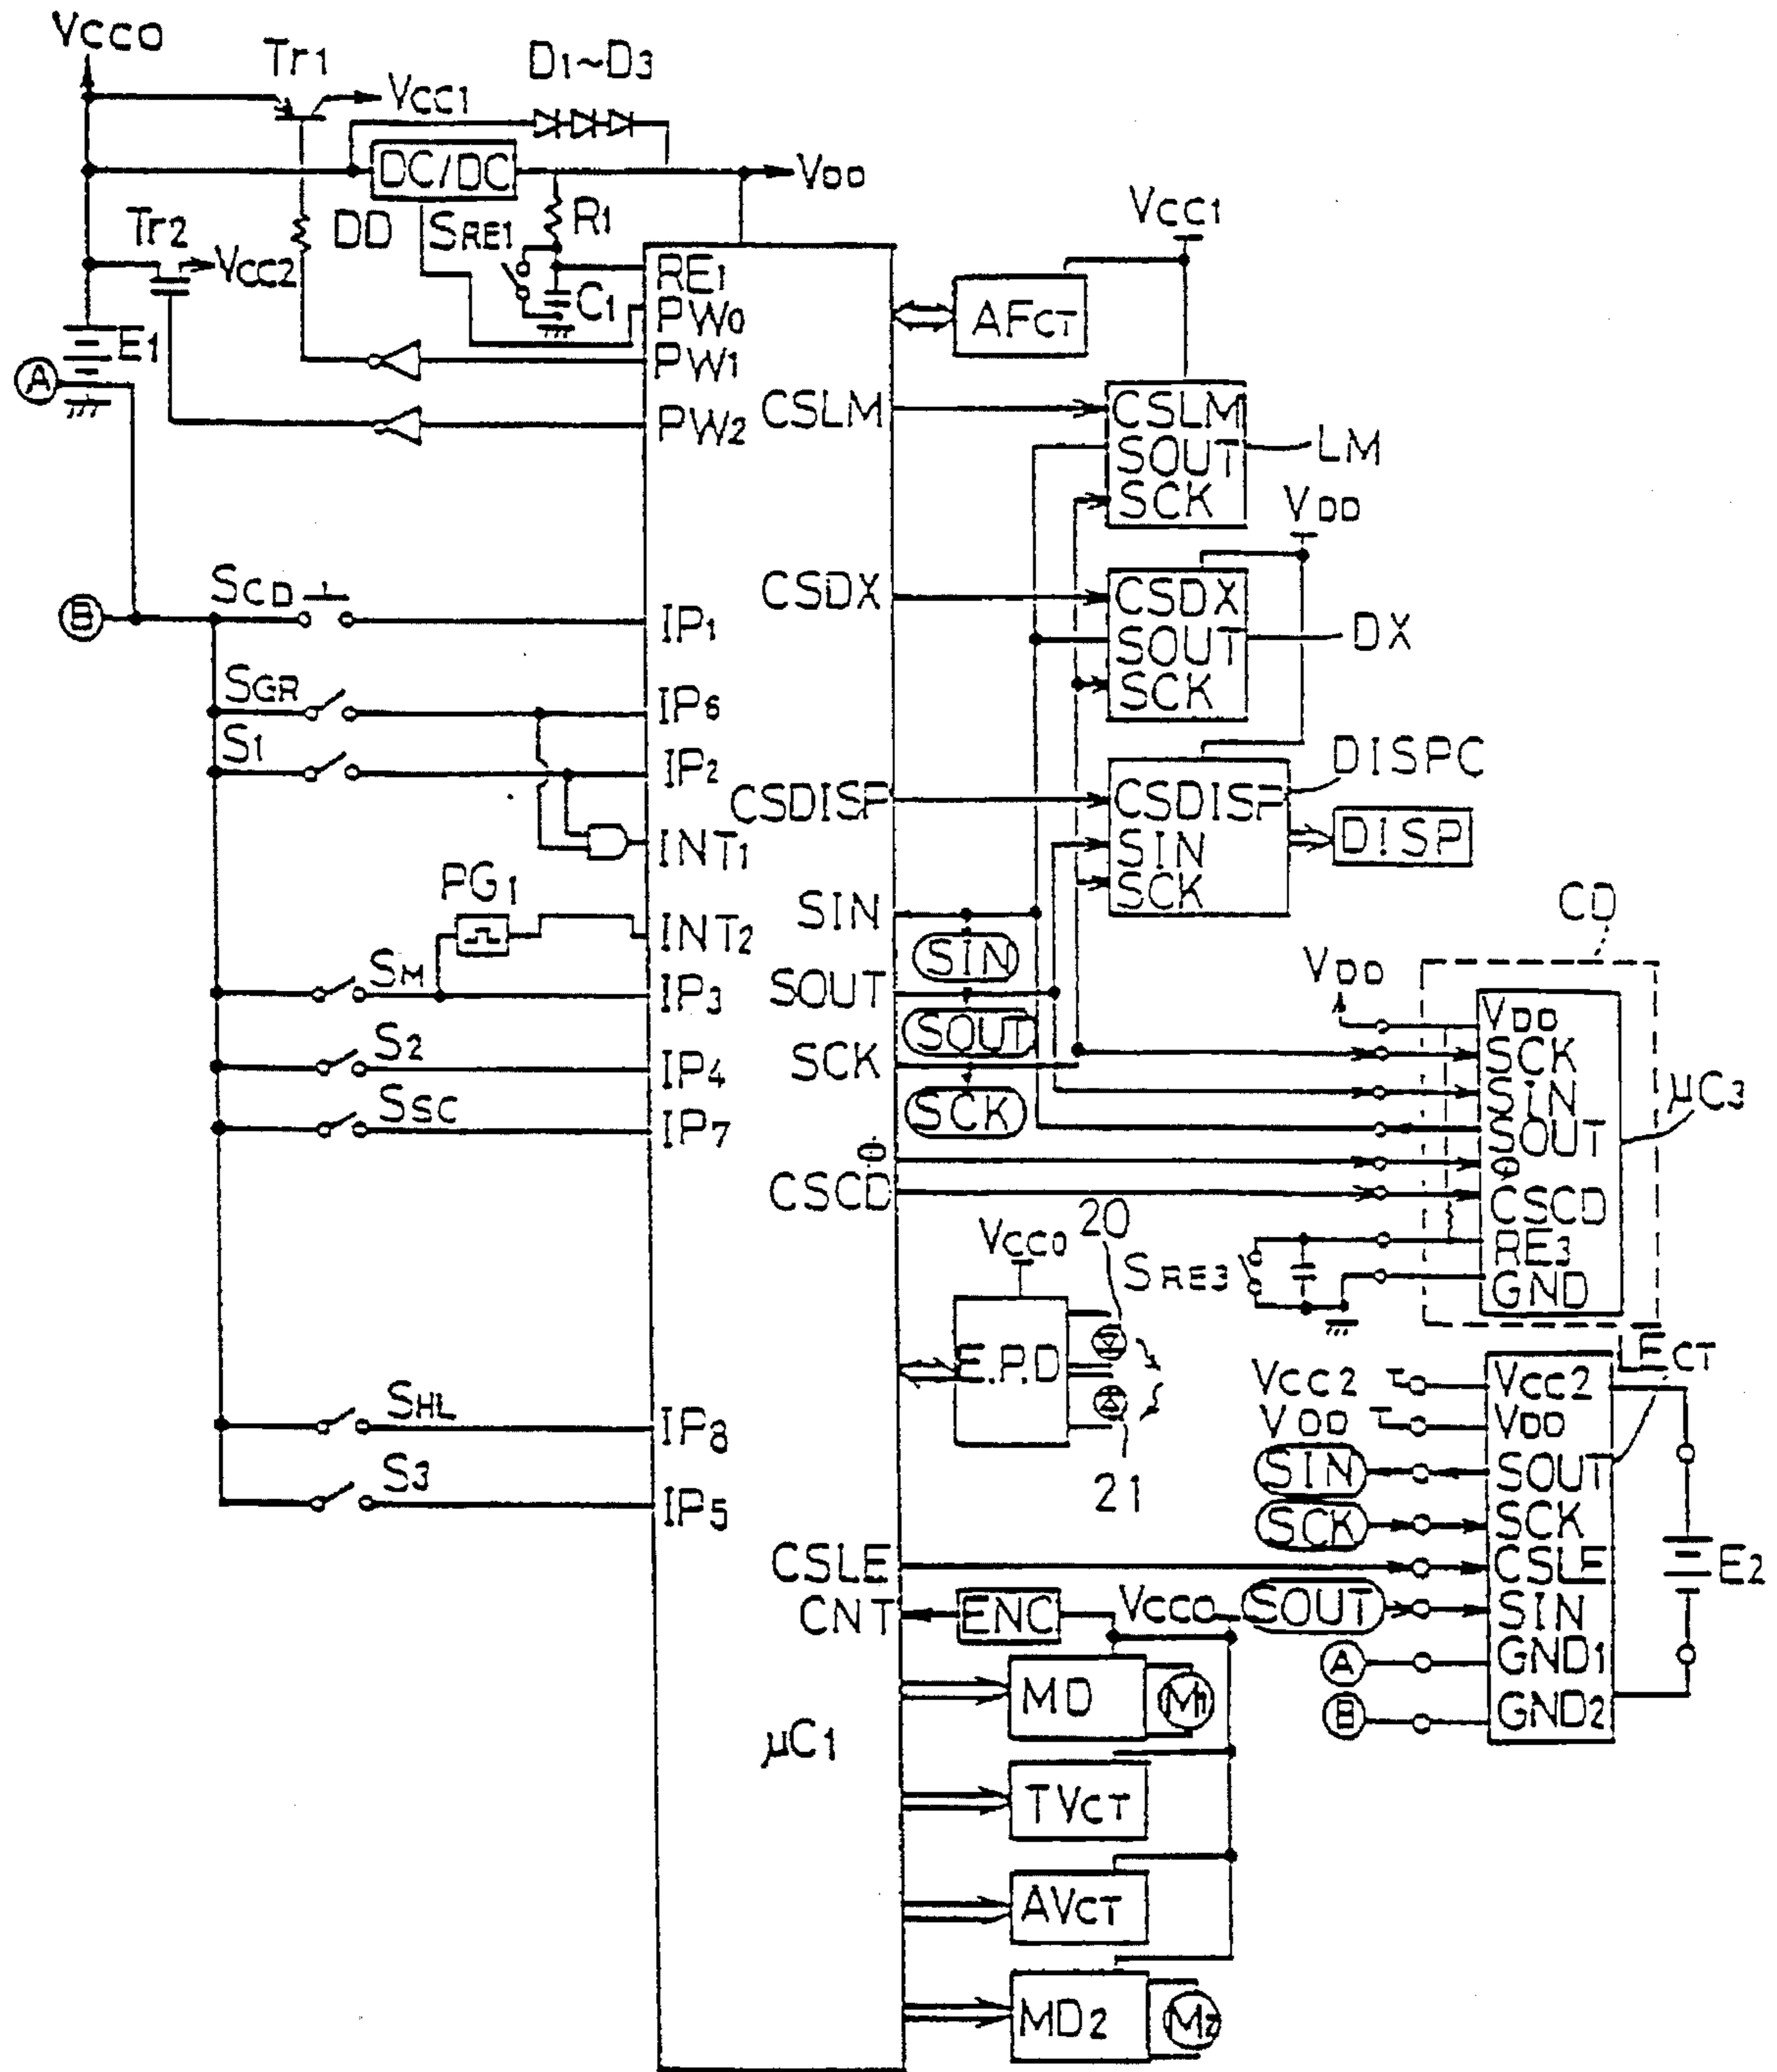 VCC0
Tr1
D1~D3
VCC1
DC/DC
VDD
Tr2
VCC2
DD
SRE1
R1
C1
E1
A
B
RE1
PW0
PW1
PW2
SCD
IP1
SGR
IP6
S1
IP2
INT1
PG1
INT2
SM
IP3
S2
IP4
SSC
IP7
SHL
IP8
S3
IP5
μC1
CSLM
CSDX
CSDISP
SIN
SIN
SOUT
SOUT
SCK
SCK
Φ
CSCD
CSLE
CNT
VCC1
AFCT
CSLM
SOUT
SCK
LM
VDD
CSDX
SOUT
SCK
DX
DISPC
CSDISP
SIN
SCK
DISP
CD
VDD
VDD
SCK
SIN
SOUT
Φ
CSCD
RE3
GND
μC3
SRE3
VCC0
20
E.P.D
21
ECT
VCC2
VCC2
VDD
VDD
SIN
SOUT
SCK
SCK
CSLE
SOUT
SIN
A
GND1
B
GND2
E2
ENC
VCC0
MD
M1
TVCT
AVCT
MD2
M2